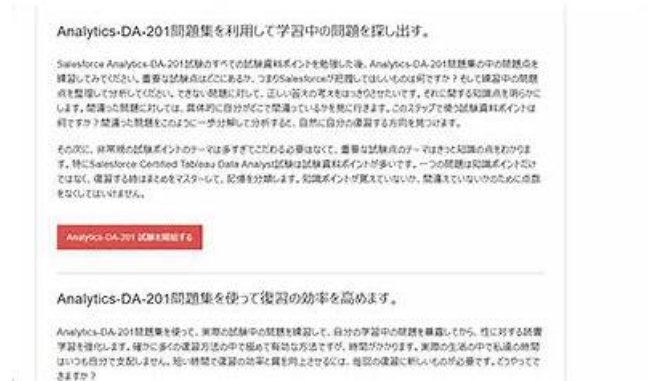 Analytics-DA-201問題集を利用して学習中の問題を探し出す。
Salesforce Analytics-DA-201試験のすべての試験資料ポイントを勉強した後、Analytics-DA-201問題集の中の問題点を
練習してみてください。重要な試験点はどこにあるか、つまりSalesforceが把握してほしいものは何ですか？そして練習中の問題
点を整理して分析してください。できない問題に対して、正しい答えの考えをはっきりさせたいです。それに関する知識点を明らかに
します。間違った問題に対しては、具体的に自分がどこで間違っているかを見に行きます。このステップで使う試験資料ポイントは
何ですか？間違った問題をこのように一歩分解して分析すると、自然に自分の復習する方向を見つけます。
その次に、非常規の試験ポイントのテーマは多すぎてこだわる必要はなくて、重要な試験点のテーマはきっと知識の点をわかりま
す。特にSalesforce Certified Tableau Data Analyst試験は試験資料ポイントが多いです。一つの問題は知識ポイントだけ
ではなく、復習する時はまとめをマスターして、記憶を分類します。知識ポイントが覚えていないか、間違えていないかのために点数
をなくしてはいけません。
Analytics-DA-201 試験を開始する
Analytics-DA-201問題集を使って復習の効率を高めます。
Analytics-DA-201問題集を使って、実際の試験中の問題を練習して、自分の学習中の問題を暴露してから、性に対する読書
学習を強化します。確かに多くの復習方法の中で極めて有効な方法ですが、時間がかかります。実際の生活の中で私達の時間
はいつも自分で支配しません。短い時間で復習の効率と質を向上させるには、毎回の復習に新しいものが必要です。どうやってで
きますか？